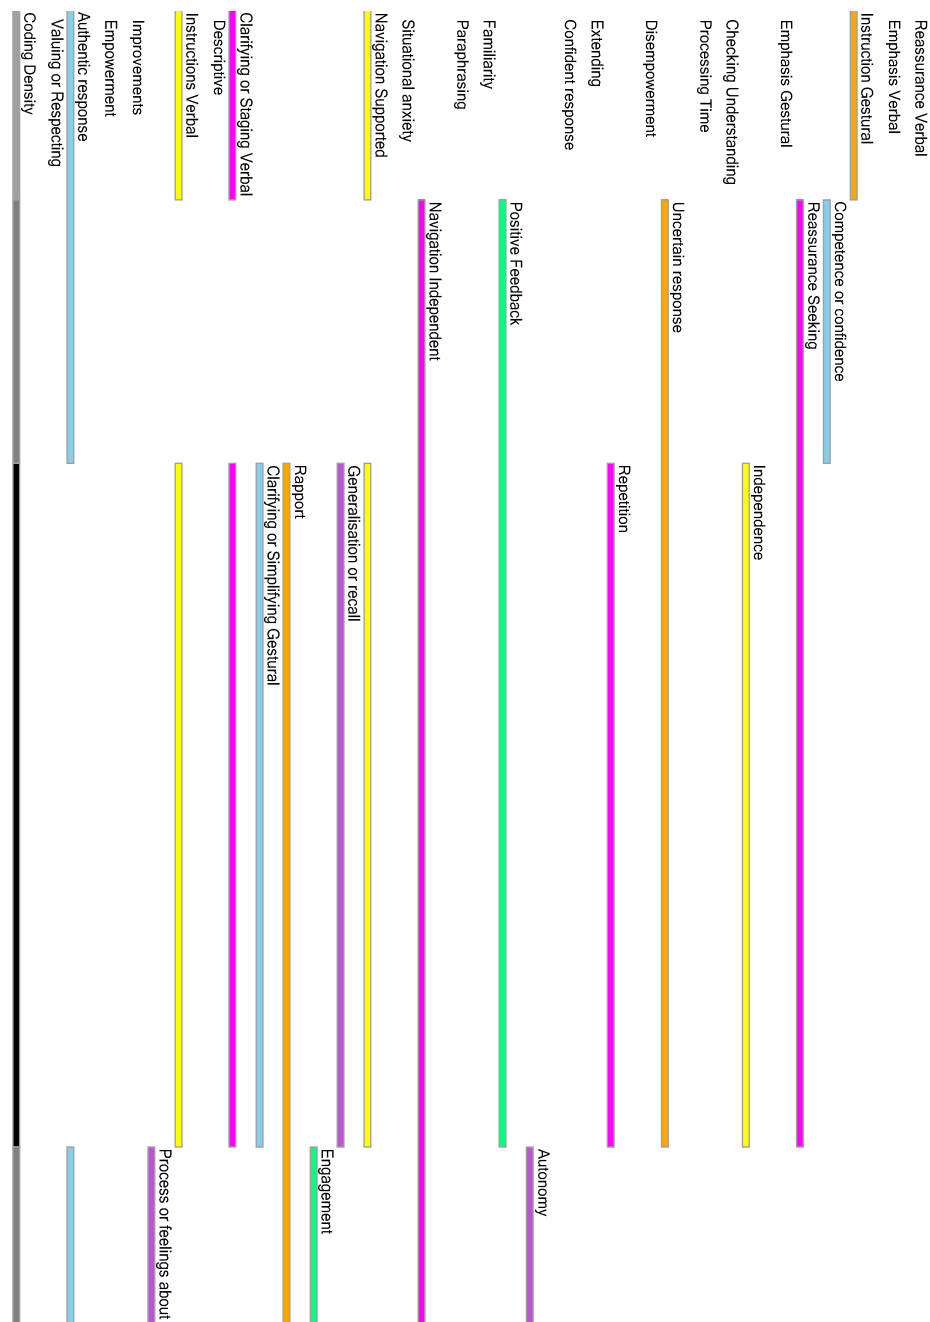 Reassurance Verbal
Emphasis Verbal
Instruction Gestural
Competence or confidence
Reassurance Seeking
Emphasis Gestural
Independence
Checking Understanding
Processing Time
Uncertain response
Disempowerment
Repetition
Extending
Confident response
Autonomy
Positive Feedback
Familiarity
Paraphrasing
Navigation Independent
Situational anxiety
Navigation Supported
Generalisation or recall
Engagement
Rapport
Clarifying or Simplifying Gestural
Clarifying or Staging Verbal
Descriptive
Instructions Verbal
Process or feelings about
Improvements
Empowerment
Authentic response
Valuing or Respecting
Coding Density